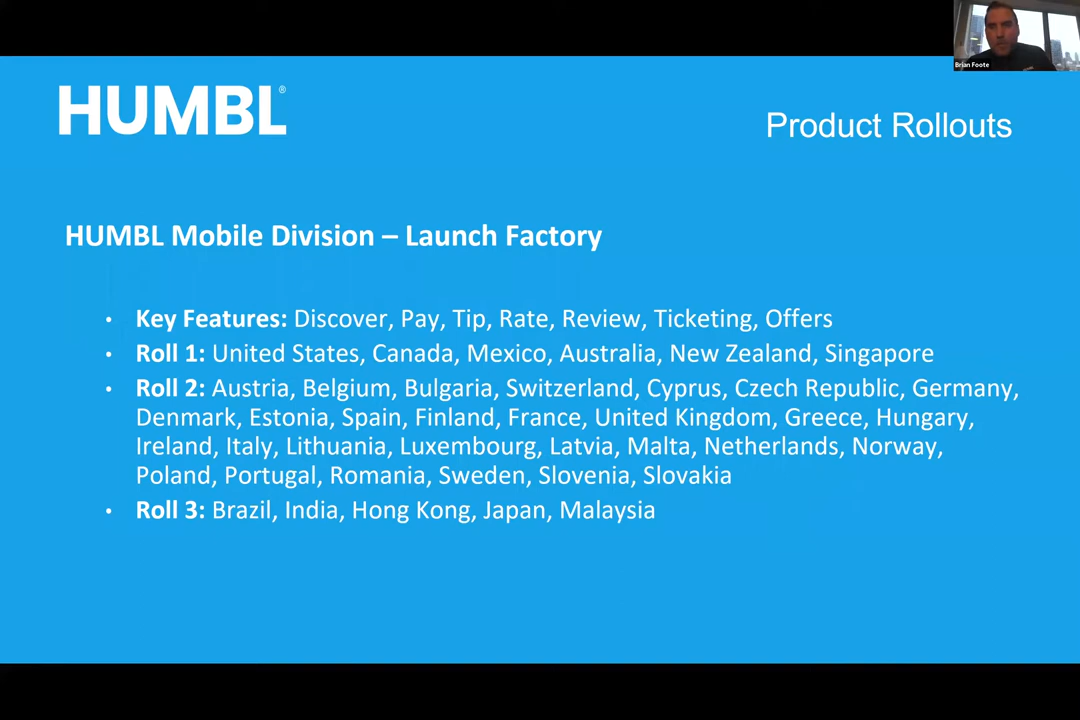 Brian Foote
HUMBL®
Product Rollouts
HUMBL Mobile Division – Launch Factory
• Key Features: Discover, Pay, Tip, Rate, Review, Ticketing, Offers
• Roll 1: United States, Canada, Mexico, Australia, New Zealand, Singapore
• Roll 2: Austria, Belgium, Bulgaria, Switzerland, Cyprus, Czech Republic, Germany,
Denmark, Estonia, Spain, Finland, France, United Kingdom, Greece, Hungary,
Ireland, Italy, Lithuania, Luxembourg, Latvia, Malta, Netherlands, Norway,
Poland, Portugal, Romania, Sweden, Slovenia, Slovakia
• Roll 3: Brazil, India, Hong Kong, Japan, Malaysia